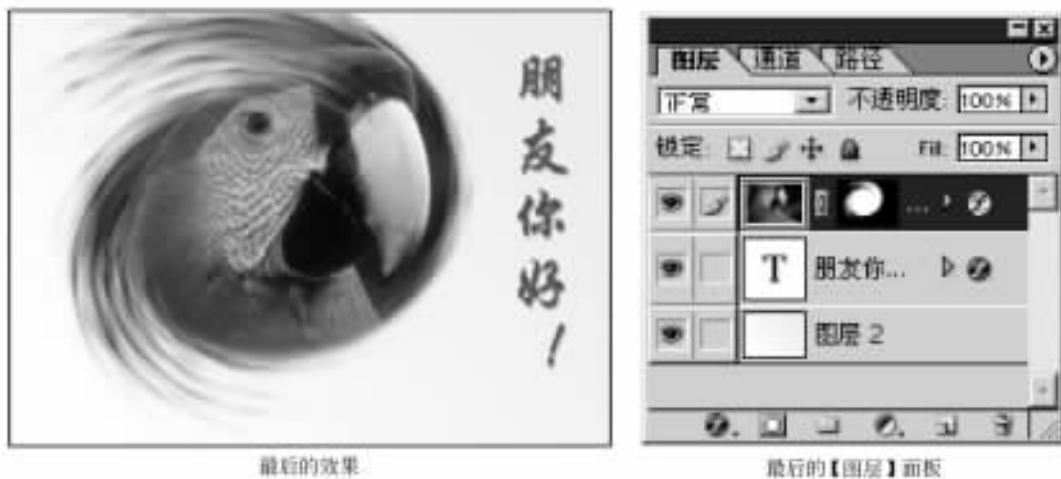 朋友你好！
最后的效果
图层 通道 路径
正常 不透明度: 100%
锁定: Fill: 100%
...
T 朋友你...
图层 2
最后的【图层】面板